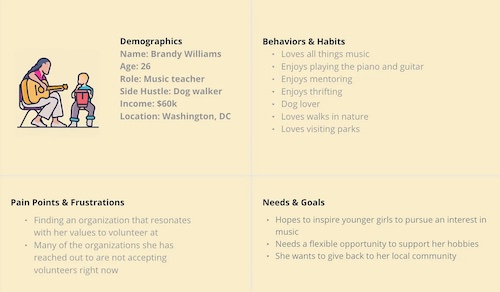 Demographics
Name: Brandy Williams
Age: 26
Role: Music teacher
Side Hustle: Dog walker
Income: $60k
Location: Washington, DC
Behaviors & Habits
• Loves all things music
• Enjoys playing the piano and guitar
• Enjoys mentoring
• Enjoys thrifting
• Dog lover
• Loves walks in nature
• Loves visiting parks
Pain Points & Frustrations
• Finding an organization that resonates
with her values to volunteer at
• Many of the organizations she has
reached out to are not accepting
volunteers right now
Needs & Goals
• Hopes to inspire younger girls to pursue an interest in
music
• Needs a flexible opportunity to support her hobbies
• She wants to give back to her local community